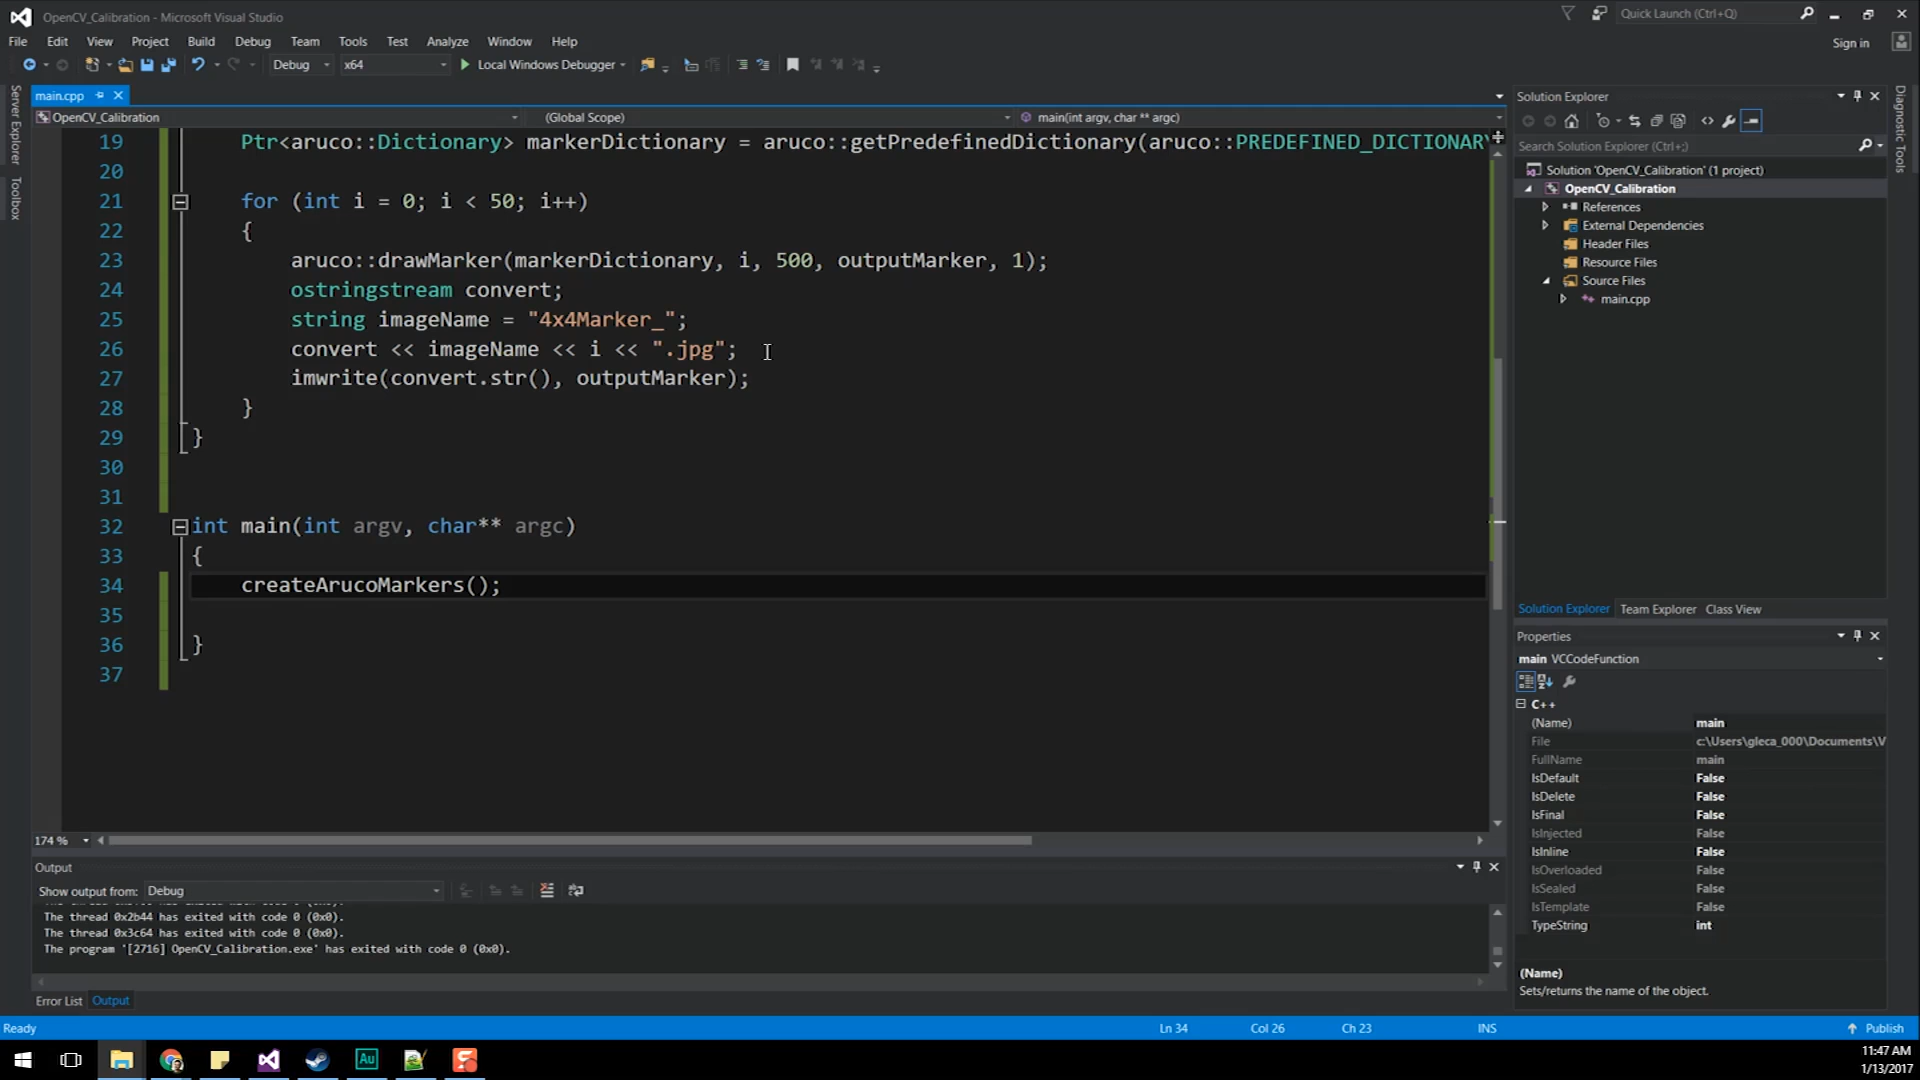 OpenCV_Calibration - Microsoft Visual Studio
Quick Launch (Ctrl+Q)
File Edit View Project Build Debug Team Tools Test Analyze Window Help
Sign in
Debug x64 Local Windows Debugger
Server Explorer
Toolbox
main.cpp
OpenCV_Calibration (Global Scope) main(int argv, char ** argc)
19 Ptr<aruco::Dictionary> markerDictionary = aruco::getPredefinedDictionary(aruco::PREDEFINED_DICTIONAR
20
21 for (int i = 0; i < 50; i++)
22 {
23 aruco::drawMarker(markerDictionary, i, 500, outputMarker, 1);
24 ostringstream convert;
25 string imageName = "4x4Marker_";
26 convert << imageName << i << ".jpg";
27 imwrite(convert.str(), outputMarker);
28 }
29 }
30
31
32 int main(int argv, char** argc)
33 {
34 createArucoMarkers();
35
36 }
37
174 %
Output
Show output from: Debug
The thread 0x2b44 has exited with code 0 (0x0).
The thread 0x3c64 has exited with code 0 (0x0).
The program '[2716] OpenCV_Calibration.exe' has exited with code 0 (0x0).
Error List Output
Solution Explorer
Search Solution Explorer (Ctrl+;)
Solution 'OpenCV_Calibration' (1 project)
OpenCV_Calibration
References
External Dependencies
Header Files
Resource Files
Source Files
main.cpp
Solution Explorer Team Explorer Class View
Properties
main VCCodeFunction
C++
(Name) main
File c:\Users\gleca_000\Documents\V
FullName main
IsDefault False
IsDelete False
IsFinal False
IsInjected False
IsInline False
IsOverloaded False
IsSealed False
IsTemplate False
TypeString int
(Name)
Sets/returns the name of the object.
Diagnostic Tools
Ready Ln 34 Col 26 Ch 23 INS Publish
Au
11:47 AM
1/13/2017